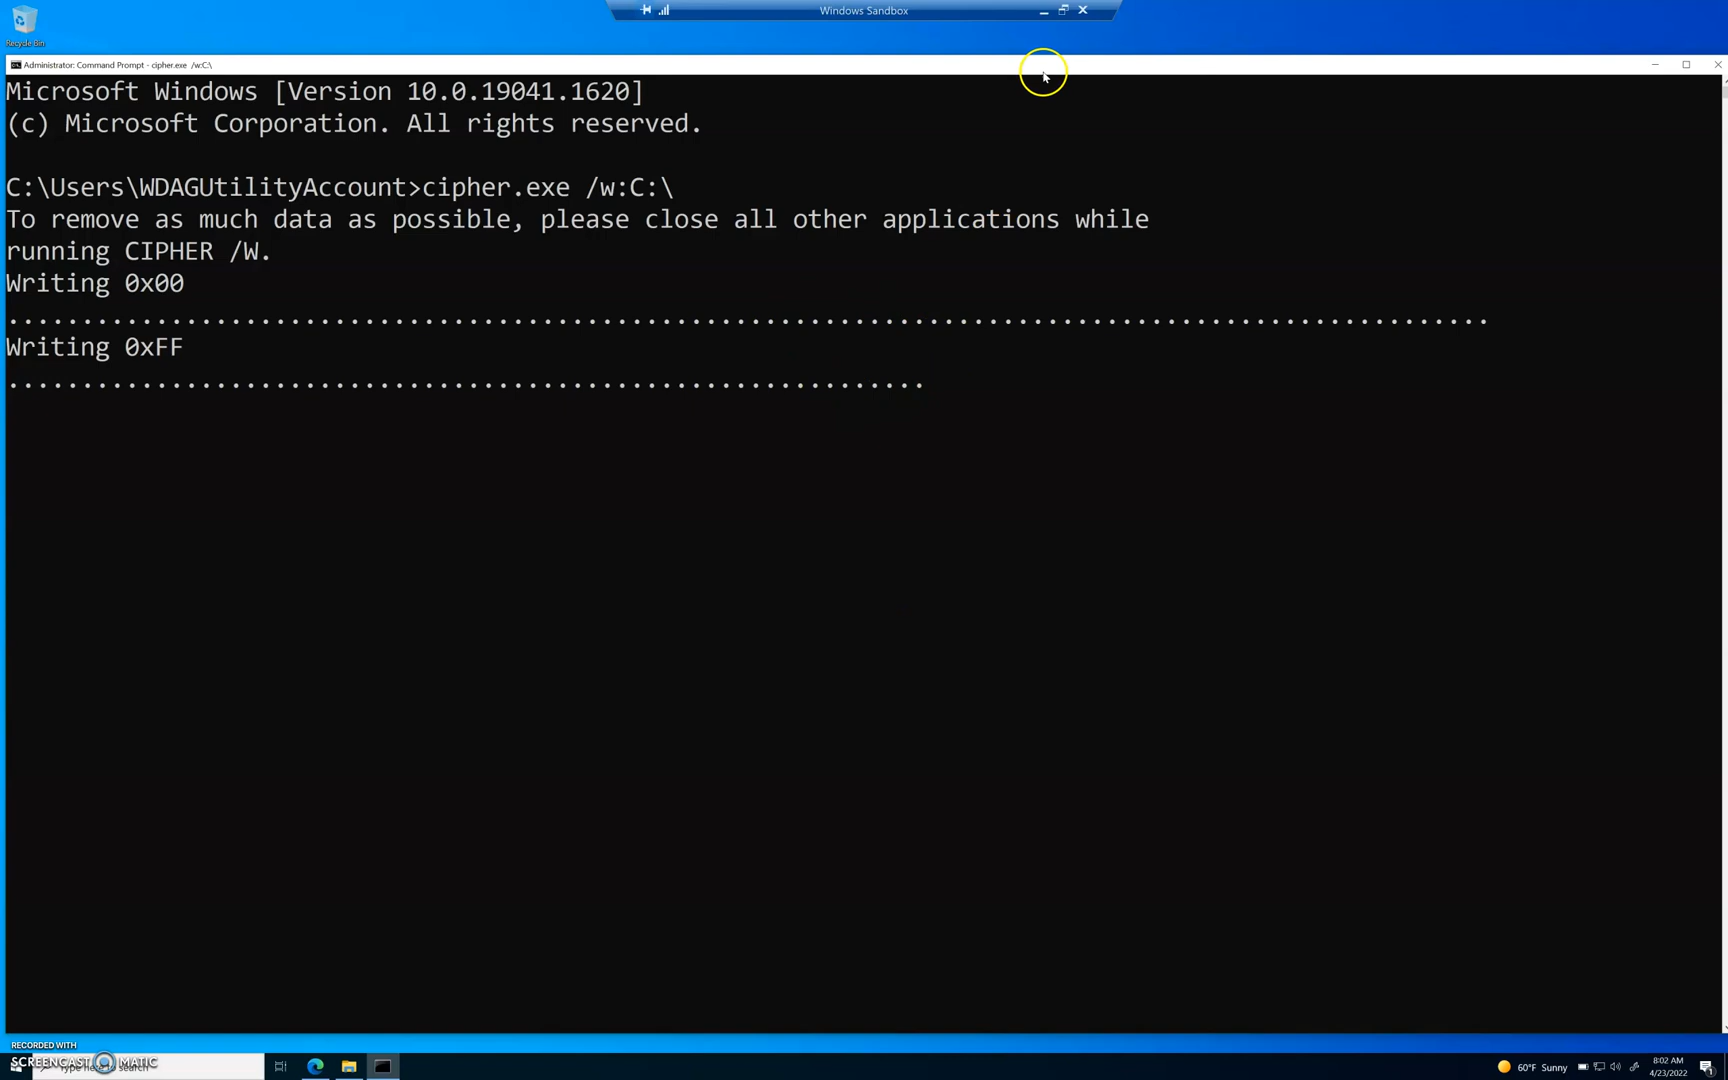 Windows Sandbox
Recycle Bin
Administrator: Command Prompt - cipher.exe /w:C:\
Microsoft Windows [Version 10.0.19041.1620]
(c) Microsoft Corporation. All rights reserved.
C:\Users\WDAGUtilityAccount>cipher.exe /w:C:\
To remove as much data as possible, please close all other applications while
running CIPHER /W.
Writing 0x00
....................................................................................................
Writing 0xFF
..............................................................
RECORDED WITH
SCREENCAST MATIC
Type here to search
60°F Sunny
8:02 AM
4/23/2022
1